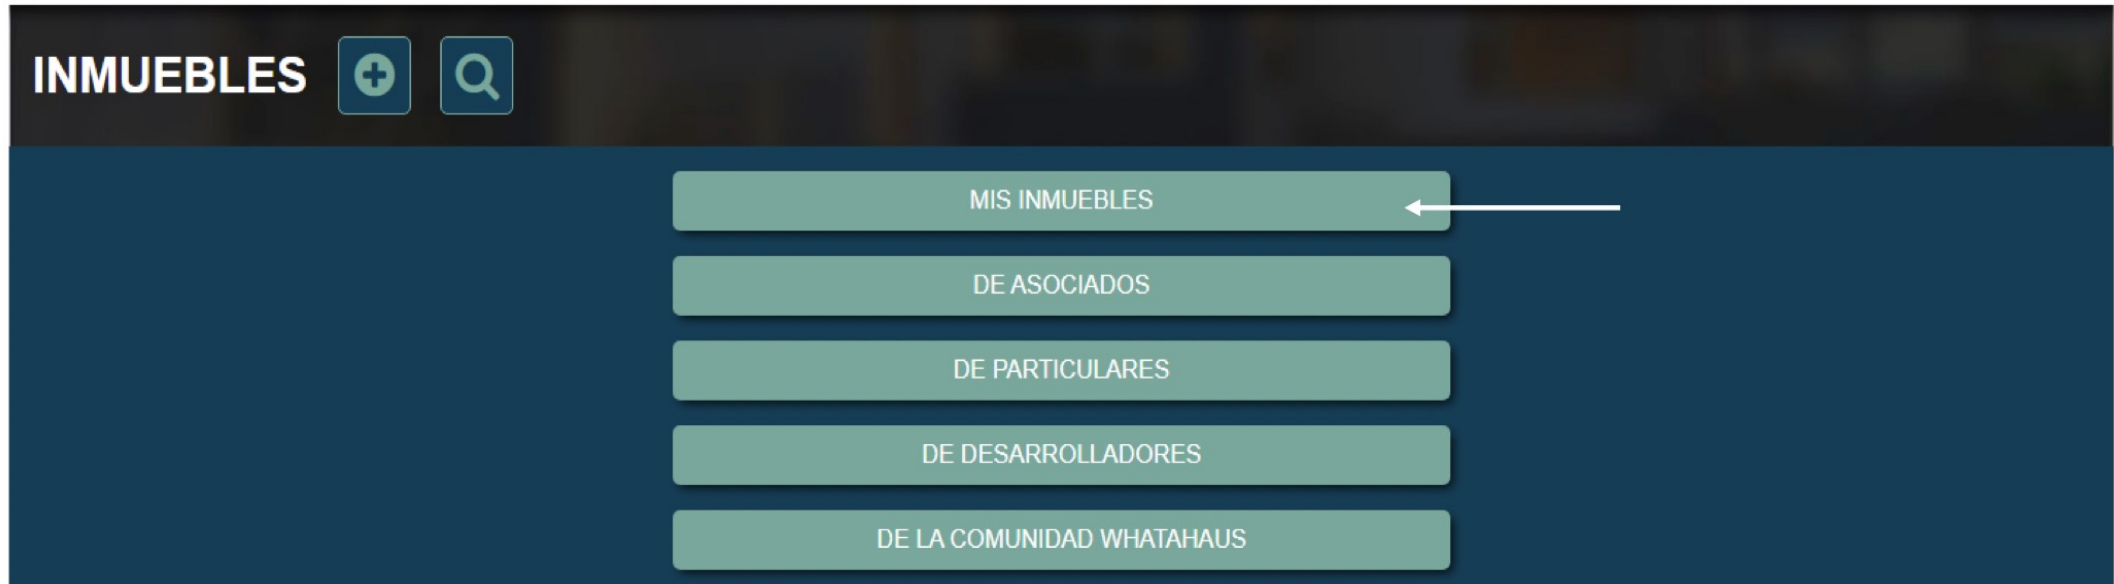 INMUEBLES
MIS INMUEBLES
DE ASOCIADOS
DE PARTICULARES
DE DESARROLLADORES
DE LA COMUNIDAD WHATAHAUS